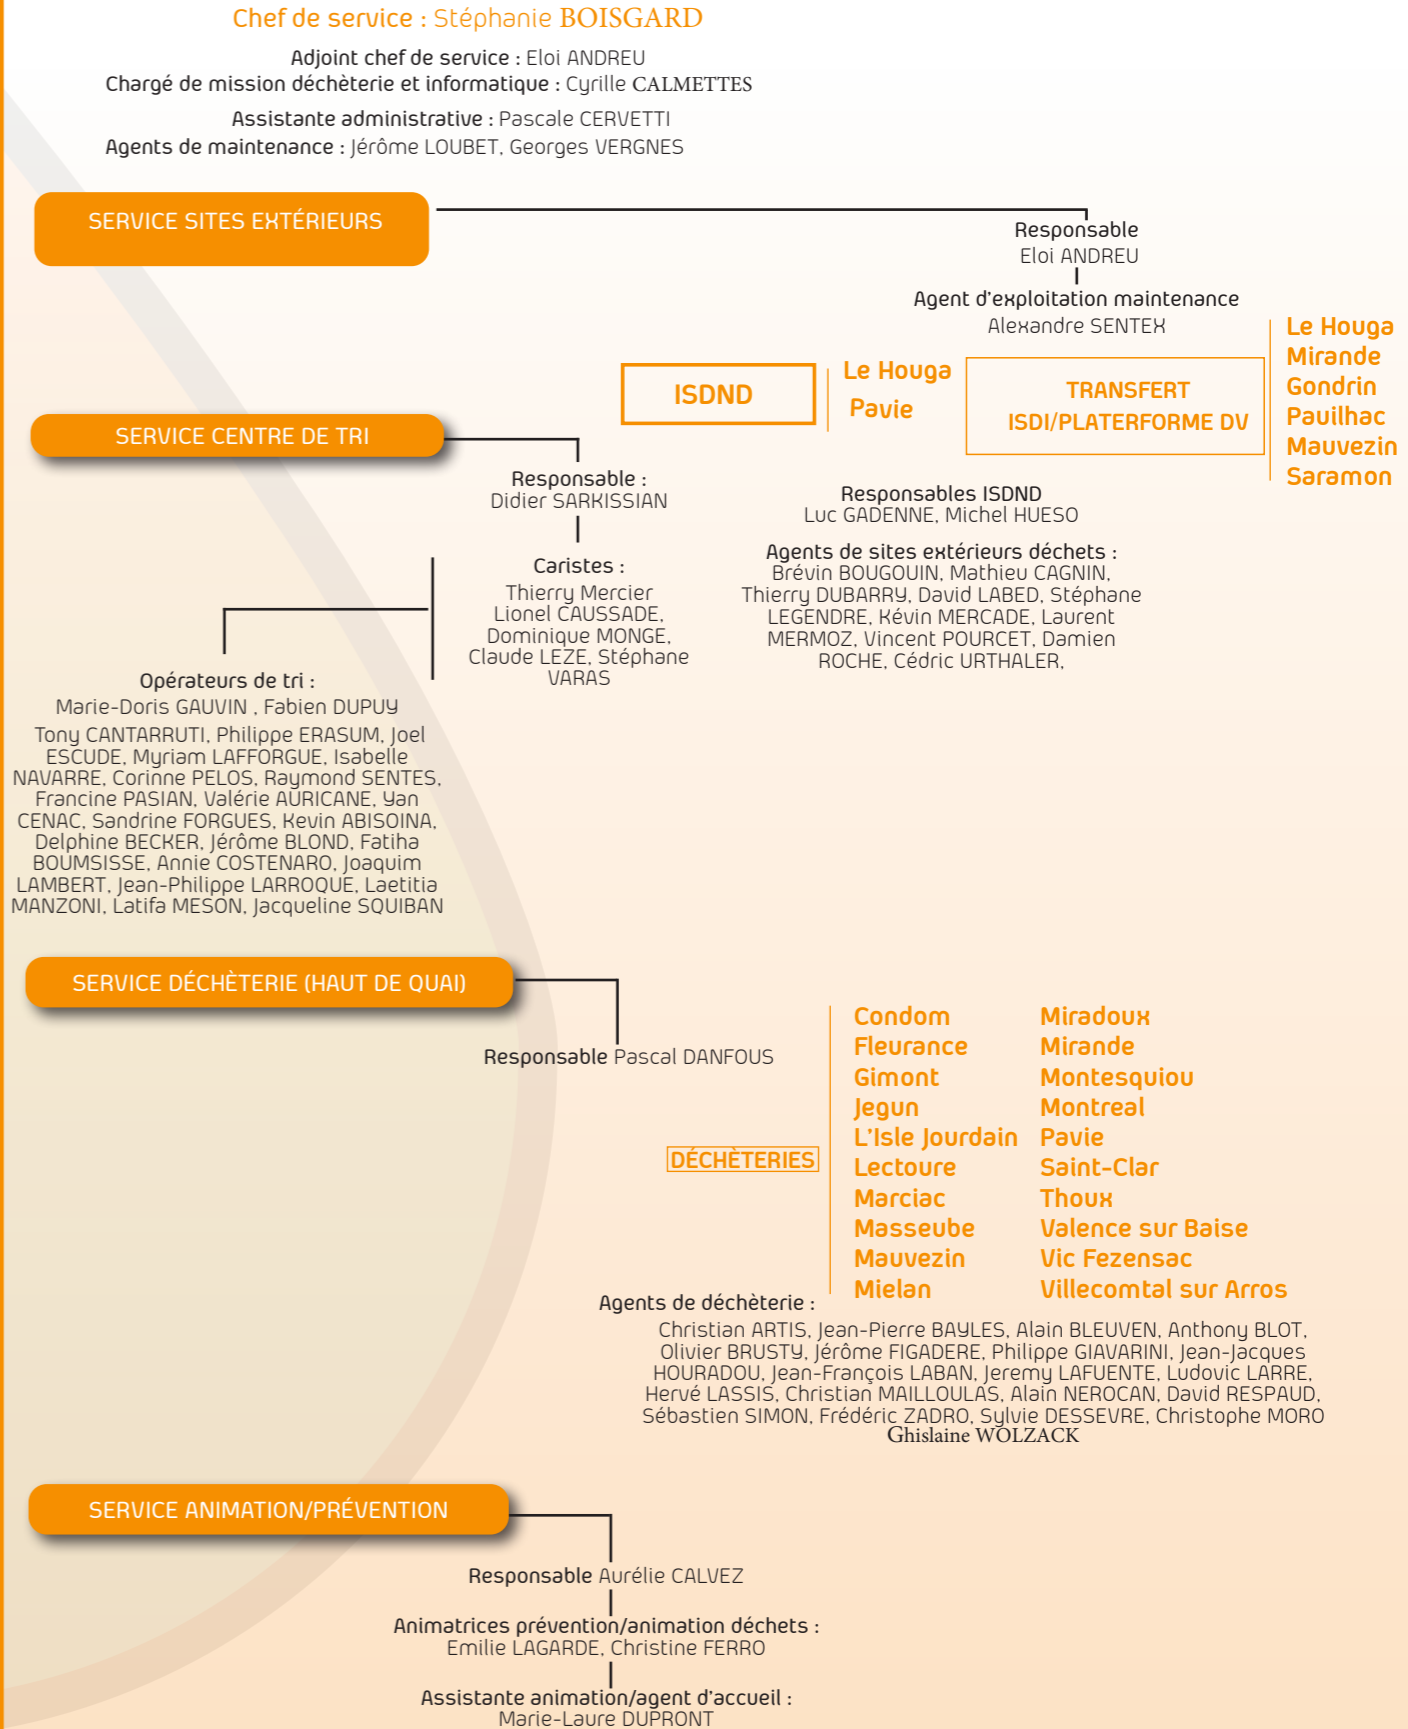 Chef de service : Stéphanie BOISGARD
Adjoint chef de service : Eloi ANDREU
Chargé de mission déchèterie et informatique : Cyrille CALMETTES
Assistante administrative : Pascale CERVETTI
Agents de maintenance : Jérôme LOUBET, Georges VERGNES
SERVICE SITES EXTÉRIEURS
Responsable
Eloi ANDREU
Agent d'exploitation maintenance
Alexandre SENTEX
ISDND
Le Houga
Pavie
TRANSFERT
ISDI/PLATERFORME DV
Le Houga
Mirande
Gondrin
Pauilhac
Mauvezin
Saramon
Responsables ISDND
Luc GADENNE, Michel HUESO
Agents de sites extérieurs déchets :
Brévin BOUGOUIN, Mathieu CAGNIN,
Thierry DUBARRY, David LABED, Stéphane
LEGENDRE, Kévin MERCADE, Laurent
MERMOZ, Vincent POURCET, Damien
ROCHE, Cédric URTHALER,
SERVICE CENTRE DE TRI
Responsable :
Didier SARKISSIAN
Caristes :
Thierry Mercier
Lionel CAUSSADE,
Dominique MONGE,
Claude LEZE, Stéphane
VARAS
Opérateurs de tri :
Marie-Doris GAUVIN , Fabien DUPUY
Tony CANTARRUTI, Philippe ERASUM, Joel
ESCUDE, Myriam LAFFORGUE, Isabelle
NAVARRE, Corinne PELOS, Raymond SENTES,
Francine PASIAN, Valérie AURICANE, Yan
CENAC, Sandrine FORGUES, Kevin ABISOINA,
Delphine BECKER, Jérôme BLOND, Fatiha
BOUMSISSE, Annie COSTENARO, Joaquim
LAMBERT, Jean-Philippe LARROQUE, Laetitia
MANZONI, Latifa MESON, Jacqueline SQUIBAN
SERVICE DÉCHÈTERIE (HAUT DE QUAI)
Responsable Pascal DANFOUS
DÉCHÈTERIES
Condom
Fleurance
Gimont
Jegun
L'Isle Jourdain
Lectoure
Marciac
Masseube
Mauvezin
Mielan
Miradoux
Mirande
Montesquiou
Montreal
Pavie
Saint-Clar
Thoux
Valence sur Baise
Vic Fezensac
Villecomtal sur Arros
Agents de déchèterie :
Christian ARTIS, Jean-Pierre BAYLES, Alain BLEUVEN, Anthony BLOT,
Olivier BRUSTY, Jérôme FIGADERE, Philippe GIAVARINI, Jean-Jacques
HOURADOU, Jean-François LABAN, Jeremy LAFUENTE, Ludovic LARRE,
Hervé LASSIS, Christian MAILLOULAS, Alain NEROCAN, David RESPAUD,
Sébastien SIMON, Frédéric ZADRO, Sylvie DESSEVRE, Christophe MORO
Ghislaine WOLZACK
SERVICE ANIMATION/PRÉVENTION
Responsable Aurélie CALVEZ
Animatrices prévention/animation déchets :
Emilie LAGARDE, Christine FERRO
Assistante animation/agent d'accueil :
Marie-Laure DUPRONT